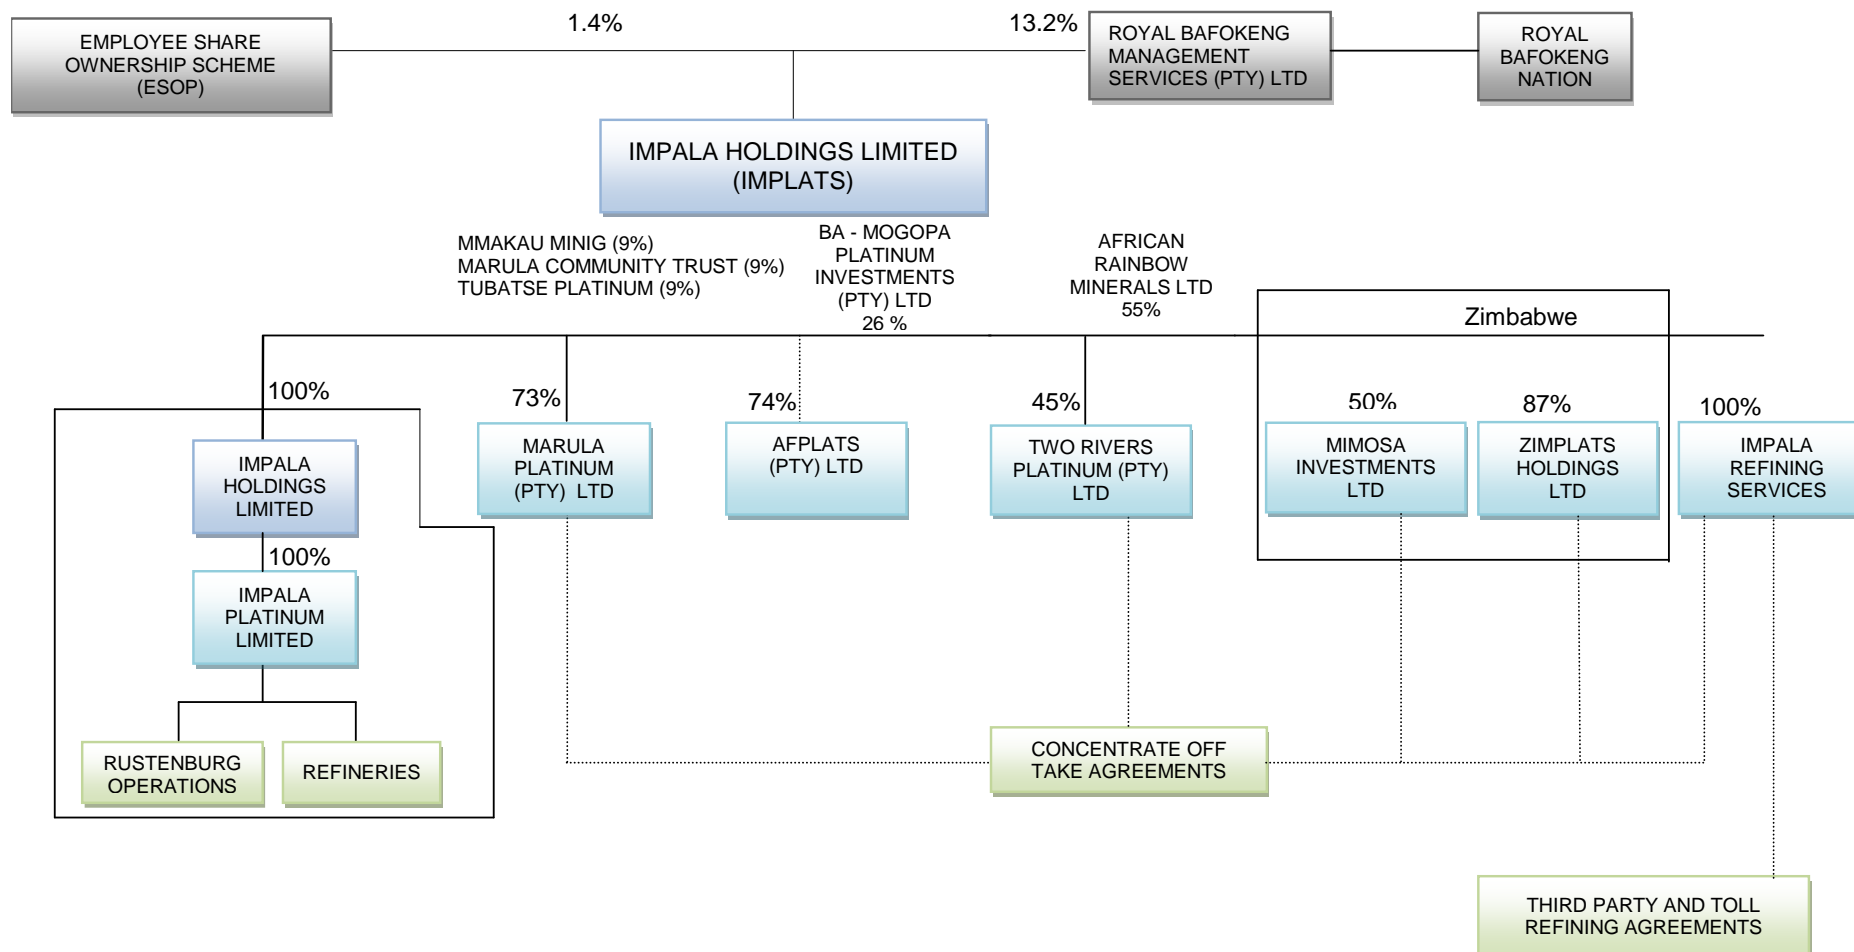 EMPLOYEE SHARE
OWNERSHIP SCHEME
(ESOP)
1.4%
13.2%
ROYAL BAFOKENG
MANAGEMENT
SERVICES (PTY) LTD
ROYAL
BAFOKENG
NATION
IMPALA HOLDINGS LIMITED
(IMPLATS)
MMAKAU MINIG (9%)
MARULA COMMUNITY TRUST (9%)
TUBATSE PLATINUM (9%)
BA - MOGOPA
PLATINUM
INVESTMENTS
(PTY) LTD
26 %
AFRICAN
RAINBOW
MINERALS LTD
55%
Zimbabwe
100%
73%
74%
45%
50%
87%
100%
IMPALA
HOLDINGS
LIMITED
MARULA
PLATINUM
(PTY) LTD
AFPLATS
(PTY) LTD
TWO RIVERS
PLATINUM (PTY)
LTD
MIMOSA
INVESTMENTS
LTD
ZIMPLATS
HOLDINGS
LTD
IMPALA
REFINING
SERVICES
100%
IMPALA
PLATINUM
LIMITED
RUSTENBURG
OPERATIONS
REFINERIES
CONCENTRATE OFF
TAKE AGREEMENTS
THIRD PARTY AND TOLL
REFINING AGREEMENTS